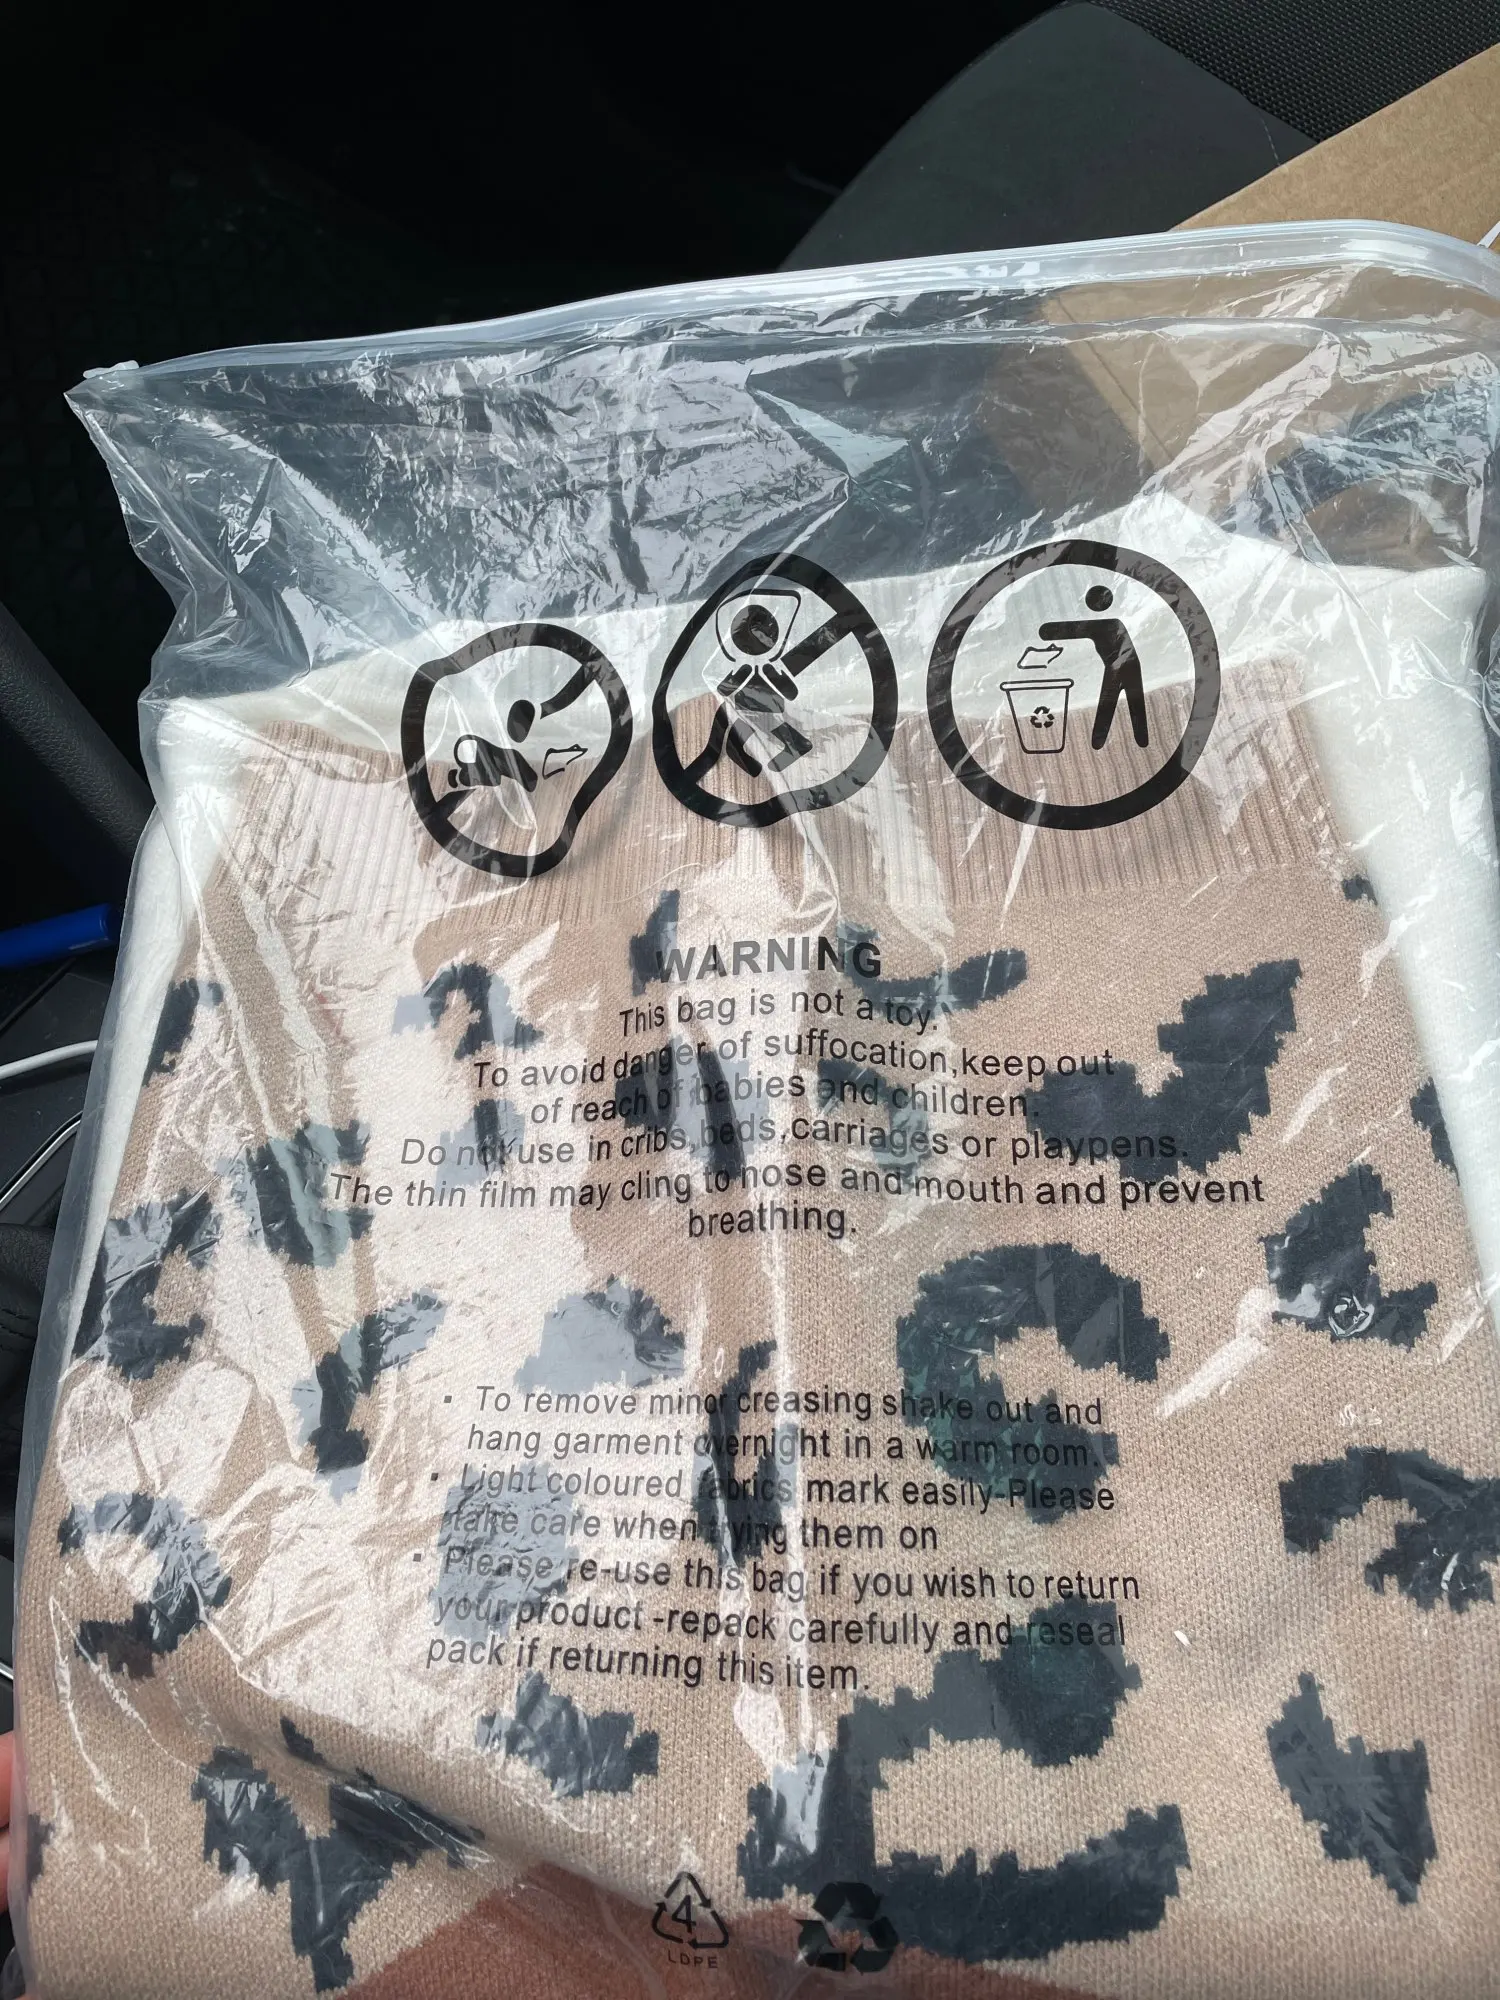 WARNING
This bag is not a toy.
To avoid danger of suffocation,keep out
of reach of babies and children.
Do not use in cribs,beds,carriages or playpens.
The thin film may cling to nose and mouth and prevent
breathing.
▪ To remove minor creasing shake out and
hang garment overnight in a warm room.
▪ Light coloured fabrics mark easily-Please
take care when trying them on
▪ Please re-use this bag if you wish to return
your product -repack carefully and reseal
pack if returning this item.
4
LDPE